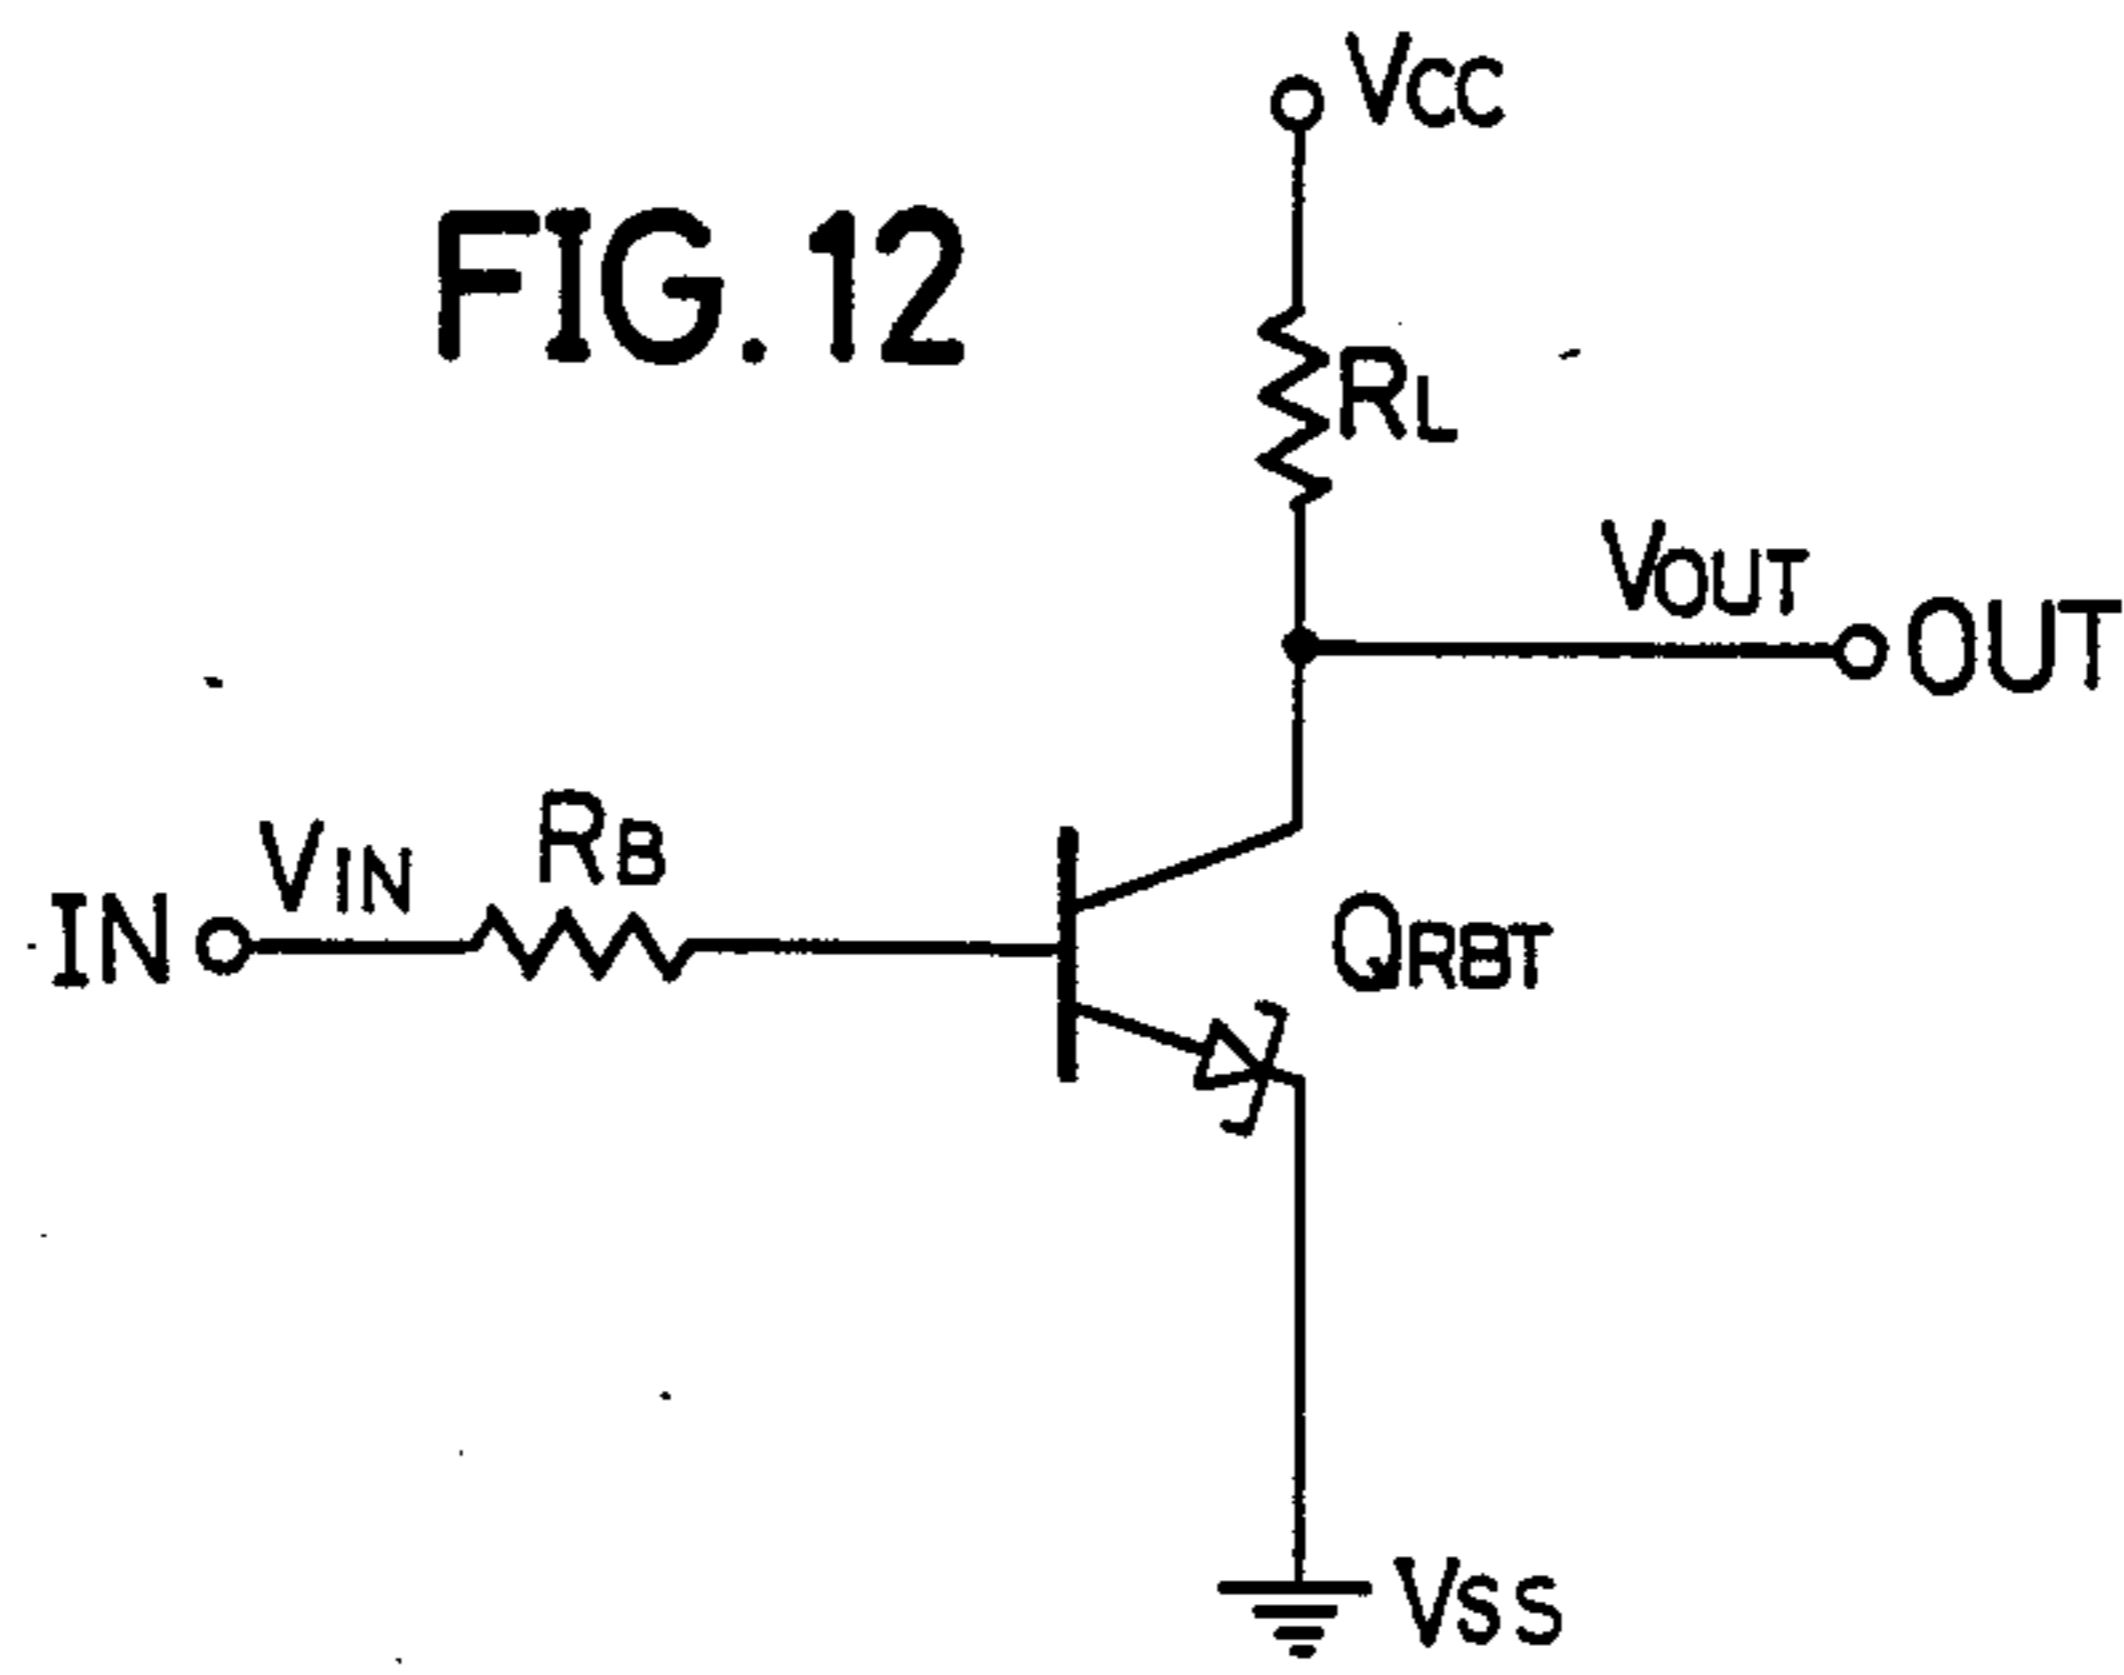 VCC
FIG. 12
RL
VOUT
OUT
RB
VIN
IN
QRBT
VSS